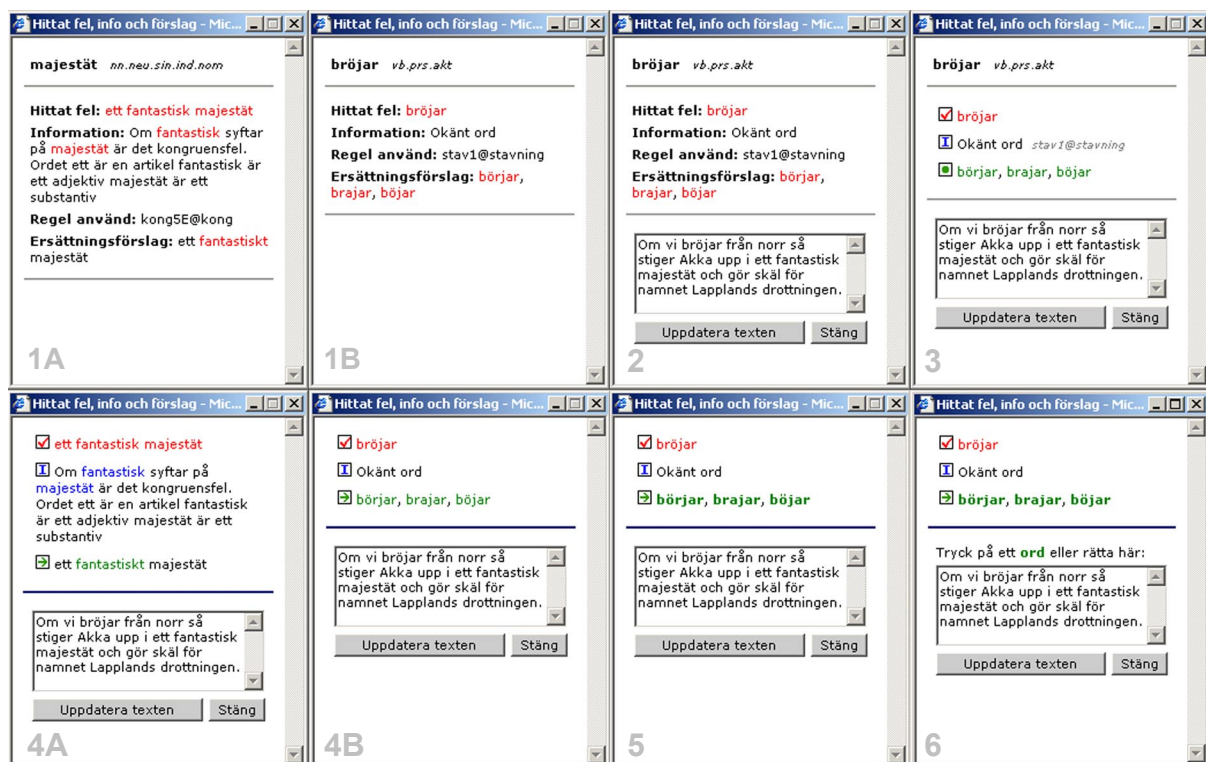 Hittat fel, info och förslag - Mic...
majestät nn.neu.sin.ind.nom
Hittat fel: ett fantastisk majestät
Information: Om fantastisk syftar
på majestät är det kongruensfel.
Ordet ett är en artikel fantastisk är
ett adjektiv majestät är ett
substantiv
Regel använd: kong5E@kong
Ersättningsförslag: ett fantastiskt
majestät
1A
Hittat fel, info och förslag - Mic...
bröjar vb.prs.akt
Hittat fel: bröjar
Information: Okänt ord
Regel använd: stav1@stavning
Ersättningsförslag: börjar,
brajar, böjar
1B
Hittat fel, info och förslag - Mic...
bröjar vb.prs.akt
Hittat fel: bröjar
Information: Okänt ord
Regel använd: stav1@stavning
Ersättningsförslag: börjar,
brajar, böjar
Om vi bröjar från norr så
stiger Akka upp i ett fantastisk
majestät och gör skäl för
namnet Lapplands drottningen.
Uppdatera texten Stäng
2
Hittat fel, info och förslag - Mic...
bröjar vb.prs.akt
bröjar
I Okänt ord stav1@stavning
börjar, brajar, böjar
Om vi bröjar från norr så
stiger Akka upp i ett fantastisk
majestät och gör skäl för
namnet Lapplands drottningen.
Uppdatera texten Stäng
3
Hittat fel, info och förslag - Mic...
ett fantastisk majestät
I Om fantastisk syftar på
majestät är det kongruensfel.
Ordet ett är en artikel fantastisk
är ett adjektiv majestät är ett
substantiv
ett fantastiskt majestät
Om vi bröjar från norr så
stiger Akka upp i ett fantastisk
majestät och gör skäl för
namnet Lapplands drottningen.
Uppdatera texten Stäng
4A
Hittat fel, info och förslag - Mic...
bröjar
I Okänt ord
börjar, brajar, böjar
Om vi bröjar från norr så
stiger Akka upp i ett fantastisk
majestät och gör skäl för
namnet Lapplands drottningen.
Uppdatera texten Stäng
4B
Hittat fel, info och förslag - Mic...
bröjar
I Okänt ord
börjar, brajar, böjar
Om vi bröjar från norr så
stiger Akka upp i ett fantastisk
majestät och gör skäl för
namnet Lapplands drottningen.
Uppdatera texten Stäng
5
Hittat fel, info och förslag - Mic...
bröjar
I Okänt ord
börjar, brajar, böjar
Tryck på ett ord eller rätta här:
Om vi bröjar från norr så
stiger Akka upp i ett fantastisk
majestät och gör skäl för
namnet Lapplands drottningen.
Uppdatera texten Stäng
6